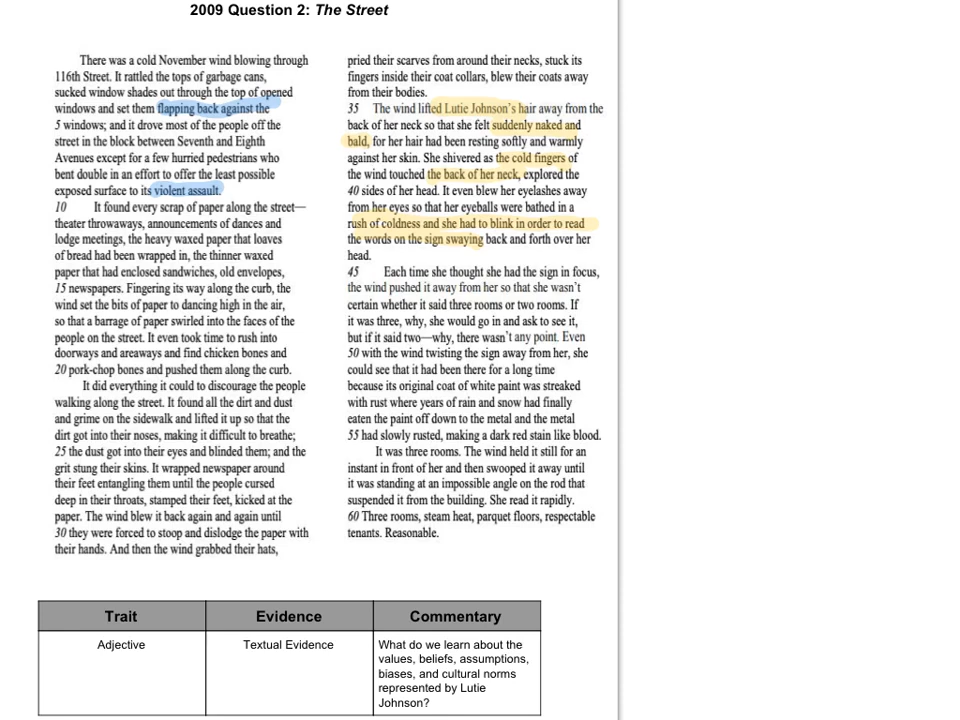 2009 Question 2: The Street
There was a cold November wind blowing through
116th Street. It rattled the tops of garbage cans,
sucked window shades out through the top of opened
windows and set them flapping back against the
5 windows; and it drove most of the people off the
street in the block between Seventh and Eighth
Avenues except for a few hurried pedestrians who
bent double in an effort to offer the least possible
exposed surface to its violent assault.
10 It found every scrap of paper along the street—
theater throwaways, announcements of dances and
lodge meetings, the heavy waxed paper that loaves
of bread had been wrapped in, the thinner waxed
paper that had enclosed sandwiches, old envelopes,
15 newspapers. Fingering its way along the curb, the
wind set the bits of paper to dancing high in the air,
so that a barrage of paper swirled into the faces of the
people on the street. It even took time to rush into
doorways and areaways and find chicken bones and
20 pork-chop bones and pushed them along the curb.
It did everything it could to discourage the people
walking along the street. It found all the dirt and dust
and grime on the sidewalk and lifted it up so that the
dirt got into their noses, making it difficult to breathe;
25 the dust got into their eyes and blinded them; and the
grit stung their skins. It wrapped newspaper around
their feet entangling them until the people cursed
deep in their throats, stamped their feet, kicked at the
paper. The wind blew it back again and again until
30 they were forced to stoop and dislodge the paper with
their hands. And then the wind grabbed their hats,
pried their scarves from around their necks, stuck its
fingers inside their coat collars, blew their coats away
from their bodies.
35 The wind lifted Lutie Johnson's hair away from the
back of her neck so that she felt suddenly naked and
bald, for her hair had been resting softly and warmly
against her skin. She shivered as the cold fingers of
the wind touched the back of her neck, explored the
40 sides of her head. It even blew her eyelashes away
from her eyes so that her eyeballs were bathed in a
rush of coldness and she had to blink in order to read
the words on the sign swaying back and forth over her
head.
45 Each time she thought she had the sign in focus,
the wind pushed it away from her so that she wasn't
certain whether it said three rooms or two rooms. If
it was three, why, she would go in and ask to see it,
but if it said two—why, there wasn't any point. Even
50 with the wind twisting the sign away from her, she
could see that it had been there for a long time
because its original coat of white paint was streaked
with rust where years of rain and snow had finally
eaten the paint off down to the metal and the metal
55 had slowly rusted, making a dark red stain like blood.
It was three rooms. The wind held it still for an
instant in front of her and then swooped it away until
it was standing at an impossible angle on the rod that
suspended it from the building. She read it rapidly.
60 Three rooms, steam heat, parquet floors, respectable
tenants. Reasonable.
Trait Evidence Commentary
Adjective Textual Evidence What do we learn about the
values, beliefs, assumptions,
biases, and cultural norms
represented by Lutie
Johnson?